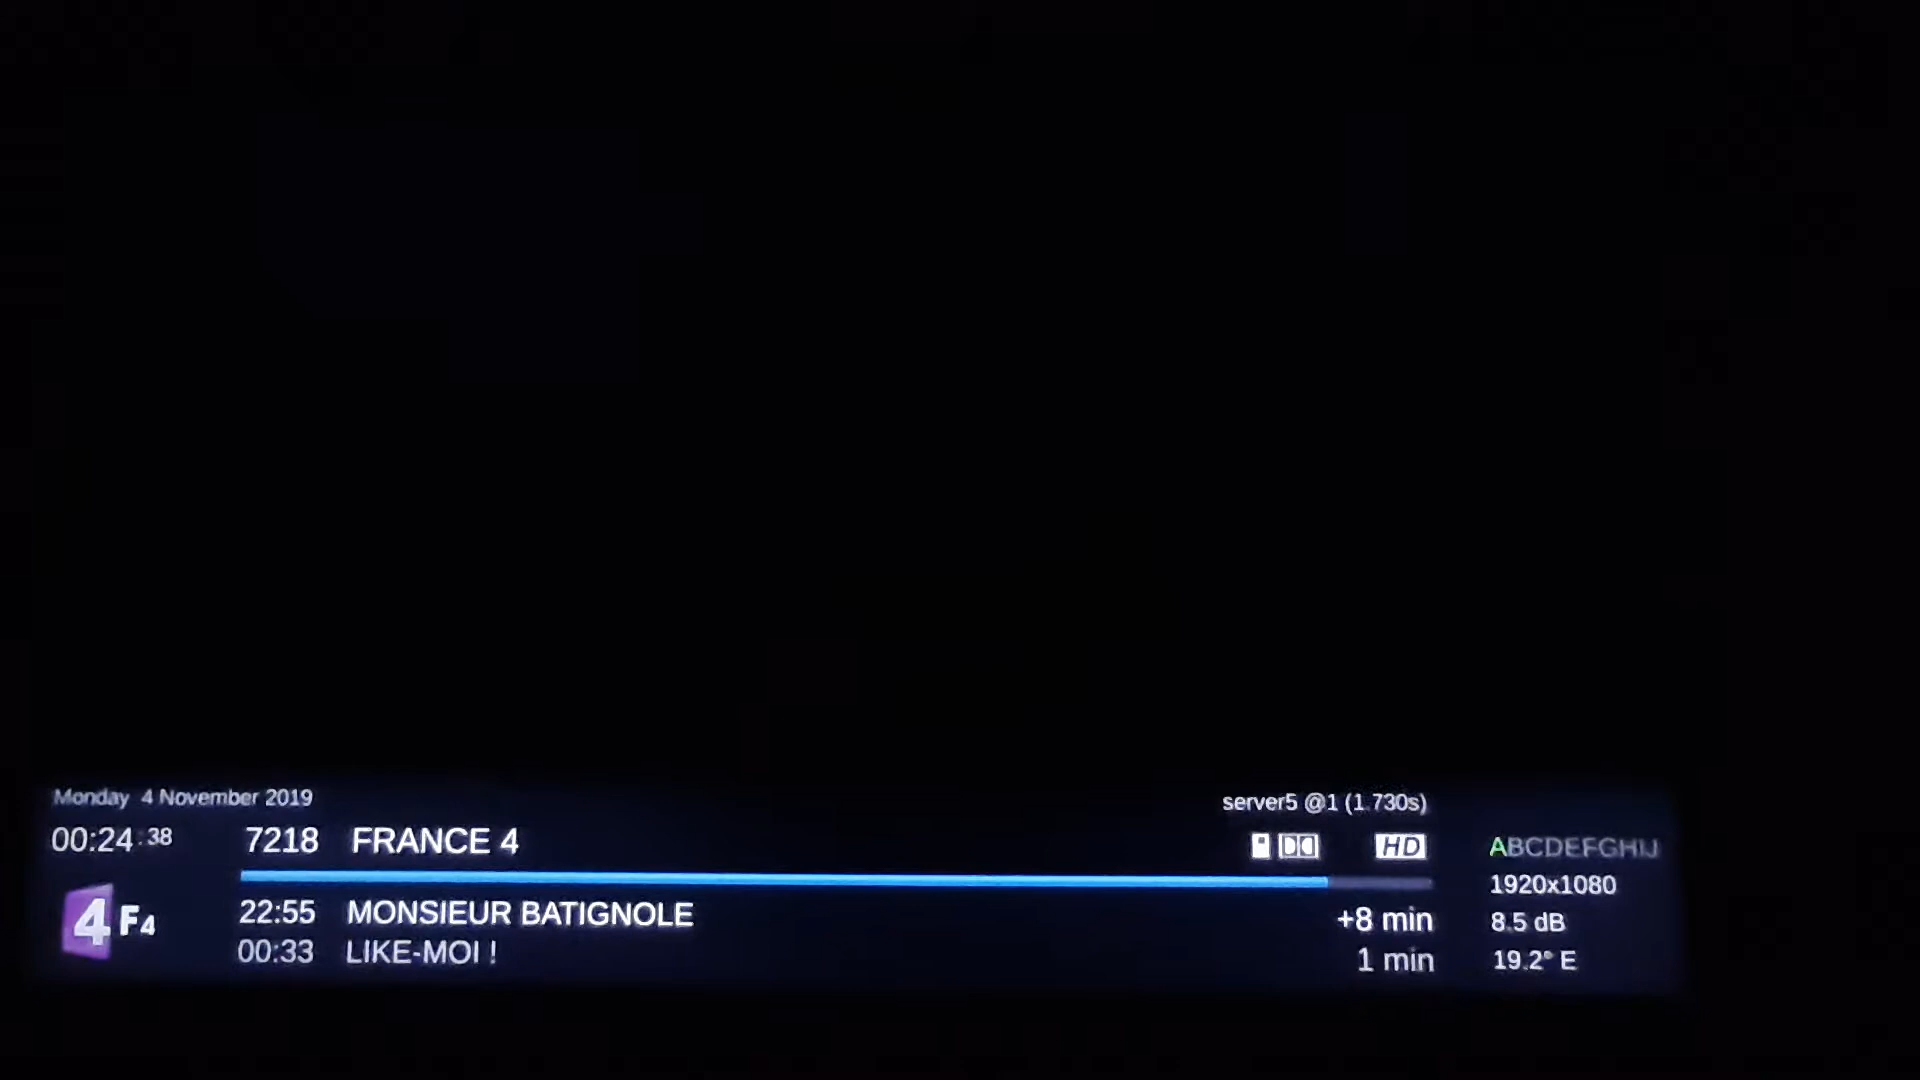 Monday 4 November 2019
server5 @1 (1.730s)
00:24:38 7218 FRANCE 4 HD ABCDEFGHIJ
1920x1080
4 F4 22:55 MONSIEUR BATIGNOLE +8 min 8.5 dB
00:33 LIKE-MOI ! 1 min 19.2° E